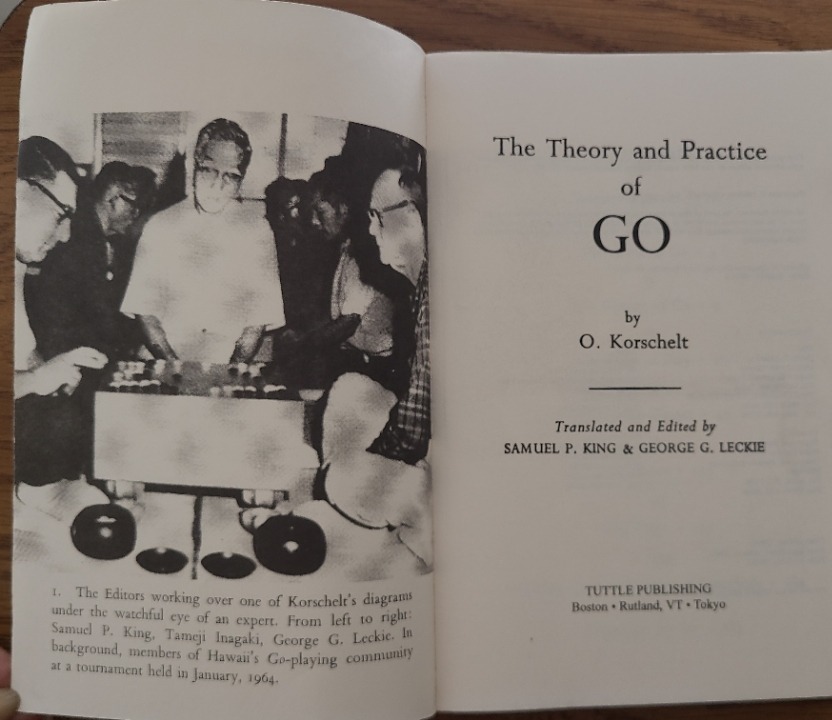 1. The Editors working over one of Korschelt's diagrams
under the watchful eye of an expert. From left to right:
Samuel P. King, Tameji Inagaki, George G. Leckie. In
background, members of Hawaii's Go-playing community
at a tournament held in January, 1964.
The Theory and Practice
of
GO
by
O. Korschelt
Translated and Edited by
SAMUEL P. KING & GEORGE G. LECKIE
TUTTLE PUBLISHING
Boston • Rutland, VT • Tokyo